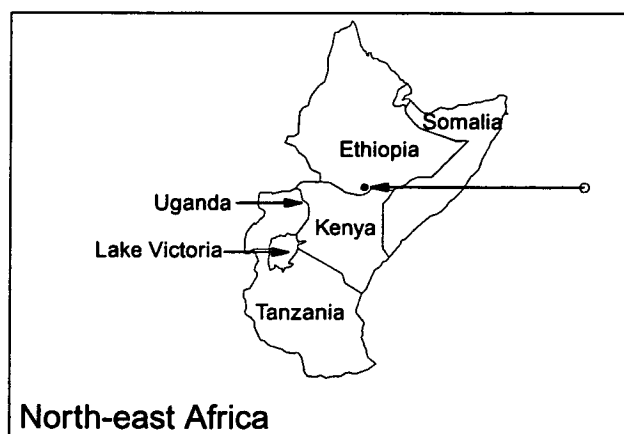 Somalia
Ethiopia
Uganda
Kenya
Lake Victoria
Tanzania
North-east Africa